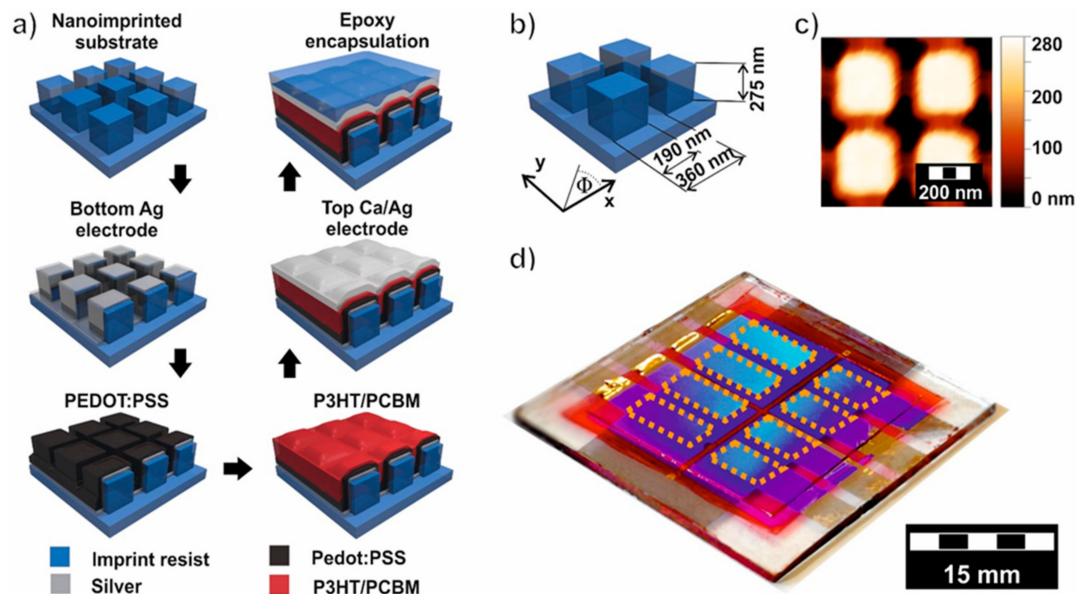 a)
Nanoimprinted
substrate
Epoxy
encapsulation
Bottom Ag
electrode
Top Ca/Ag
electrode
PEDOT:PSS
P3HT/PCBM
Imprint resist
Silver
Pedot:PSS
P3HT/PCBM
b)
275 nm
190 nm
360 nm
y
Φ
x
c)
200 nm
280
200
100
0 nm
d)
15 mm